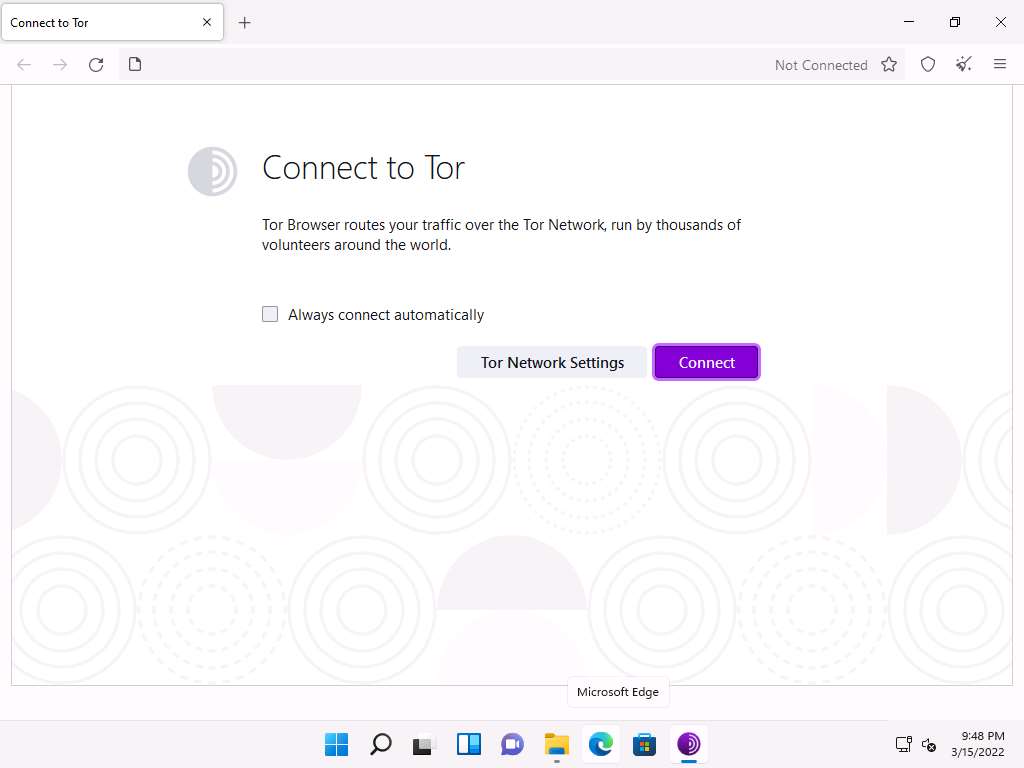 Connect to Tor
Not Connected
Connect to Tor
Tor Browser routes your traffic over the Tor Network, run by thousands of
volunteers around the world.
Always connect automatically
Tor Network Settings
Connect
Microsoft Edge
9:48 PM
3/15/2022